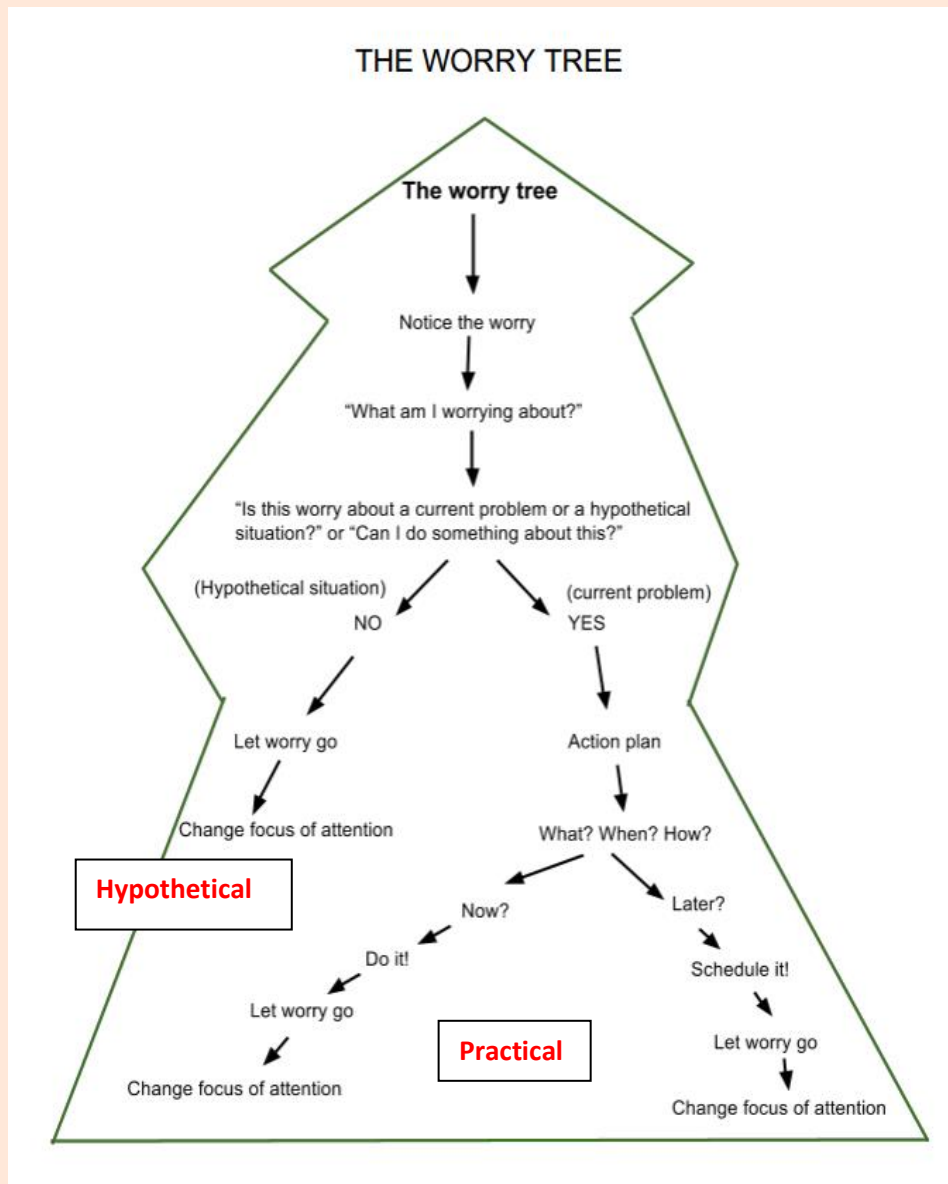 THE WORRY TREE
The worry tree
Notice the worry
“What am I worrying about?”
“Is this worry about a current problem or a hypothetical
situation?” or “Can I do something about this?”
(Hypothetical situation)
NO
(current problem)
YES
Let worry go
Change focus of attention
Hypothetical
Action plan
What? When? How?
Now?
Do it!
Let worry go
Change focus of attention
Later?
Schedule it!
Let worry go
Change focus of attention
Practical